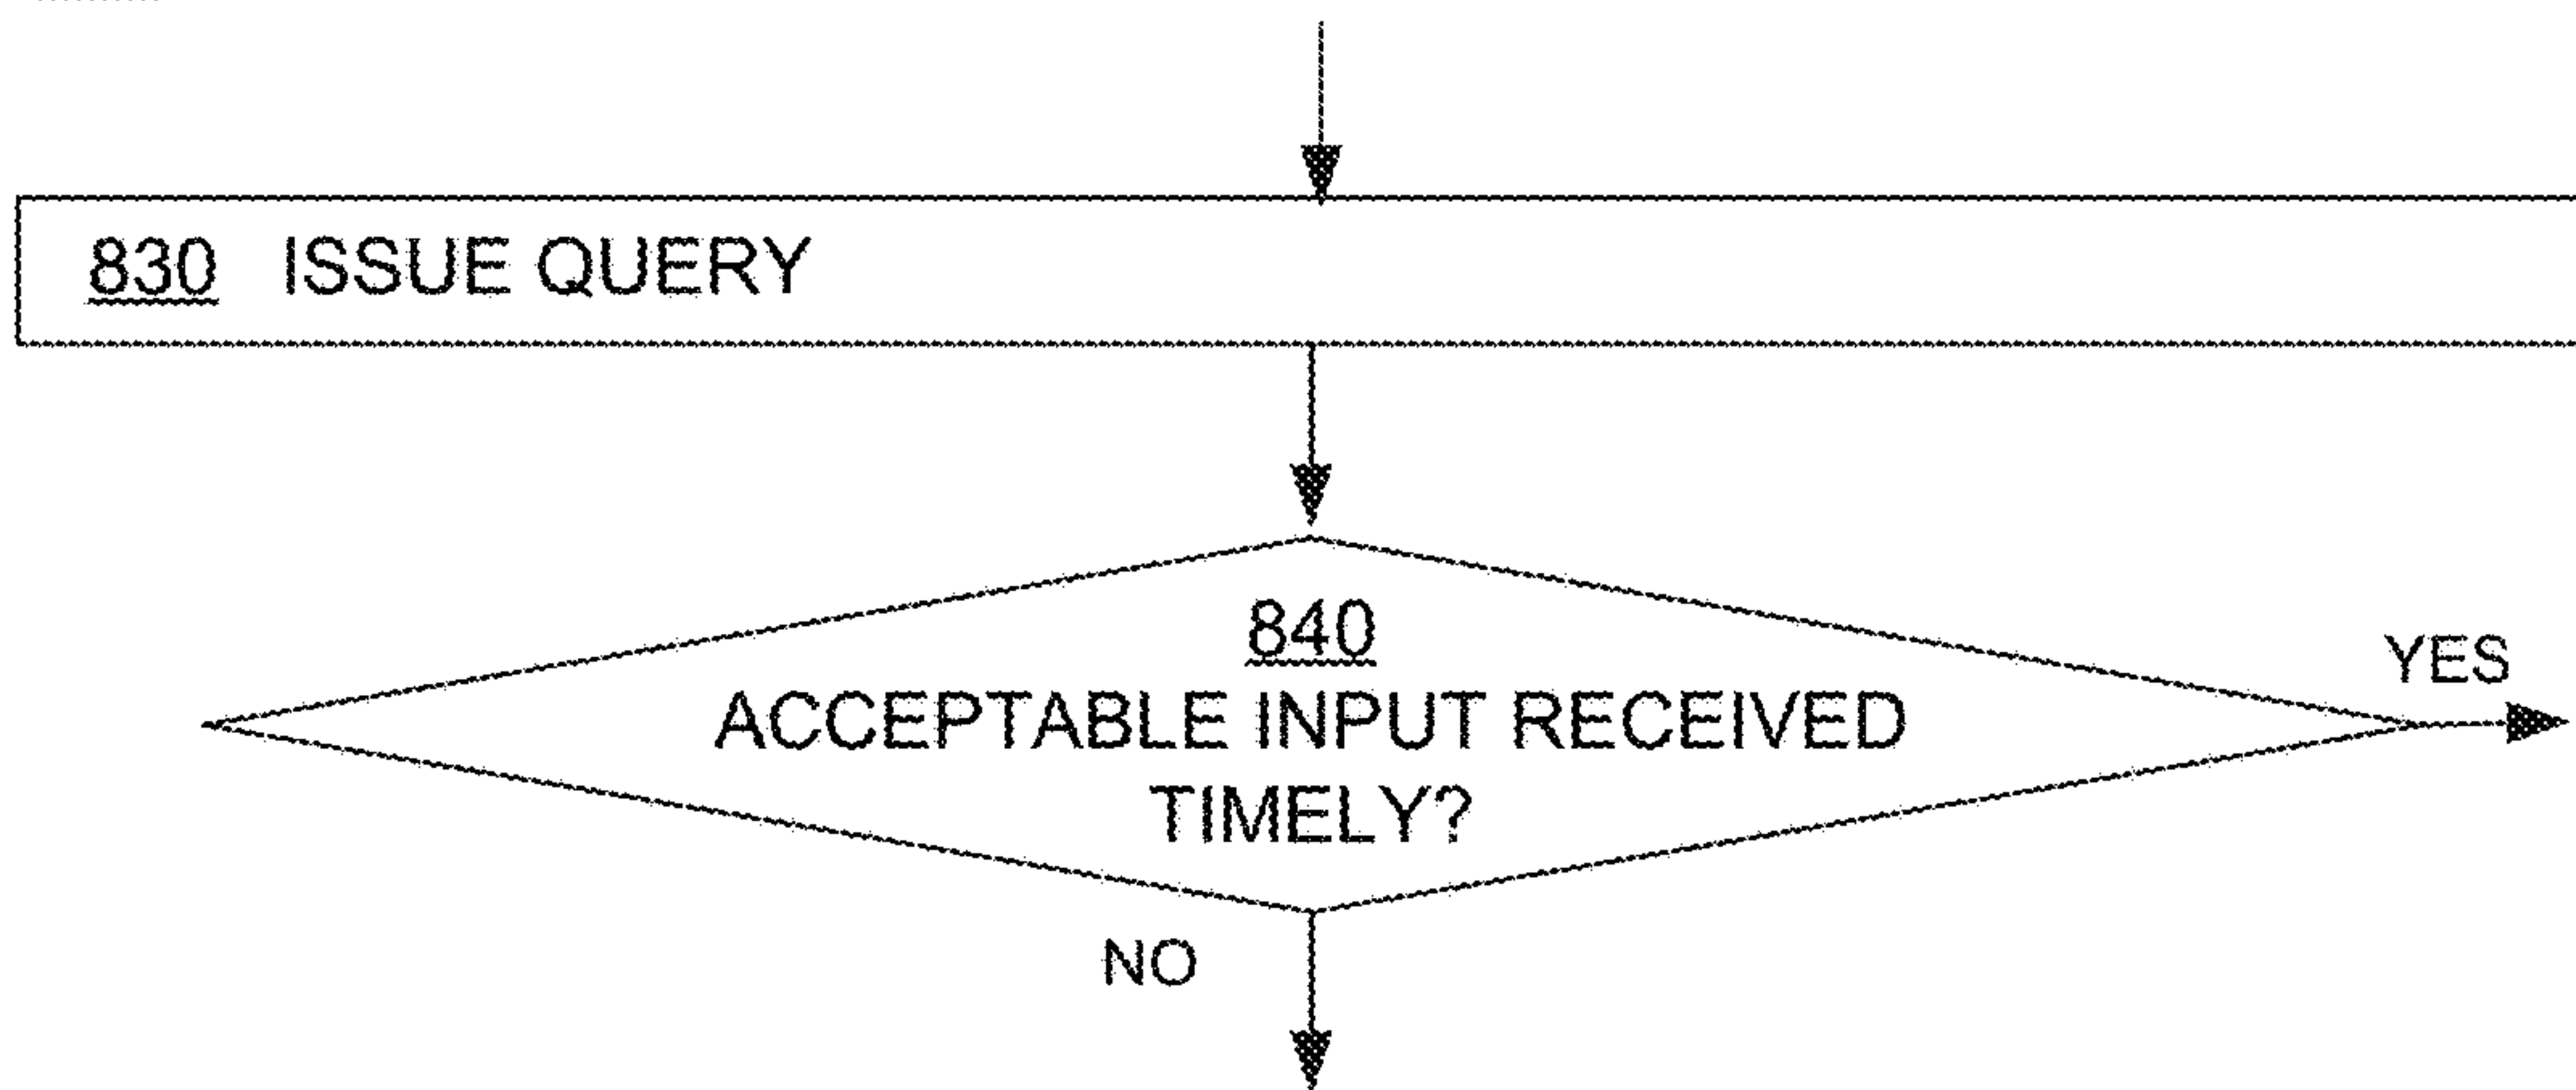 830 ISSUE QUERY
840
ACCEPTABLE INPUT RECEIVED
TIMELY?
YES
NO